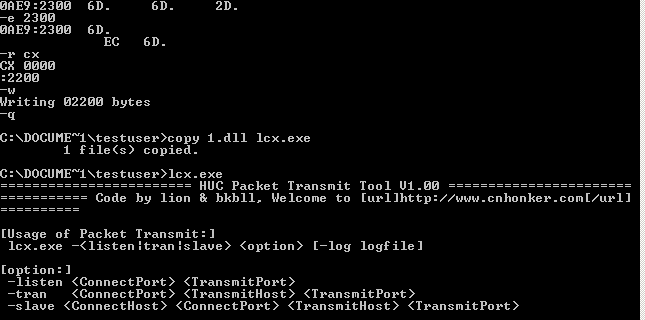 0AE9:2300  6D.     6D.     2D.
-e 2300
0AE9:2300  6D.
             EC   6D.
-r cx
CX 0000
:2200
-w
Writing 02200 bytes
-q
C:\DOCUME~1\testuser>copy 1.dll lcx.exe
        1 file(s) copied.
C:\DOCUME~1\testuser>lcx.exe
======================== HUC Packet Transmit Tool V1.00 =======================
=========== Code by lion & bkbll, Welcome to [url]http://www.cnhonker.com[/url]
==========
[Usage of Packet Transmit:]
 lcx.exe -<listen|tran|slave> <option> [-log logfile]
[option:]
 -listen <ConnectPort> <TransmitPort>
 -tran   <ConnectPort> <TransmitHost> <TransmitPort>
 -slave <ConnectHost> <ConnectPort> <TransmitHost> <TransmitPort>